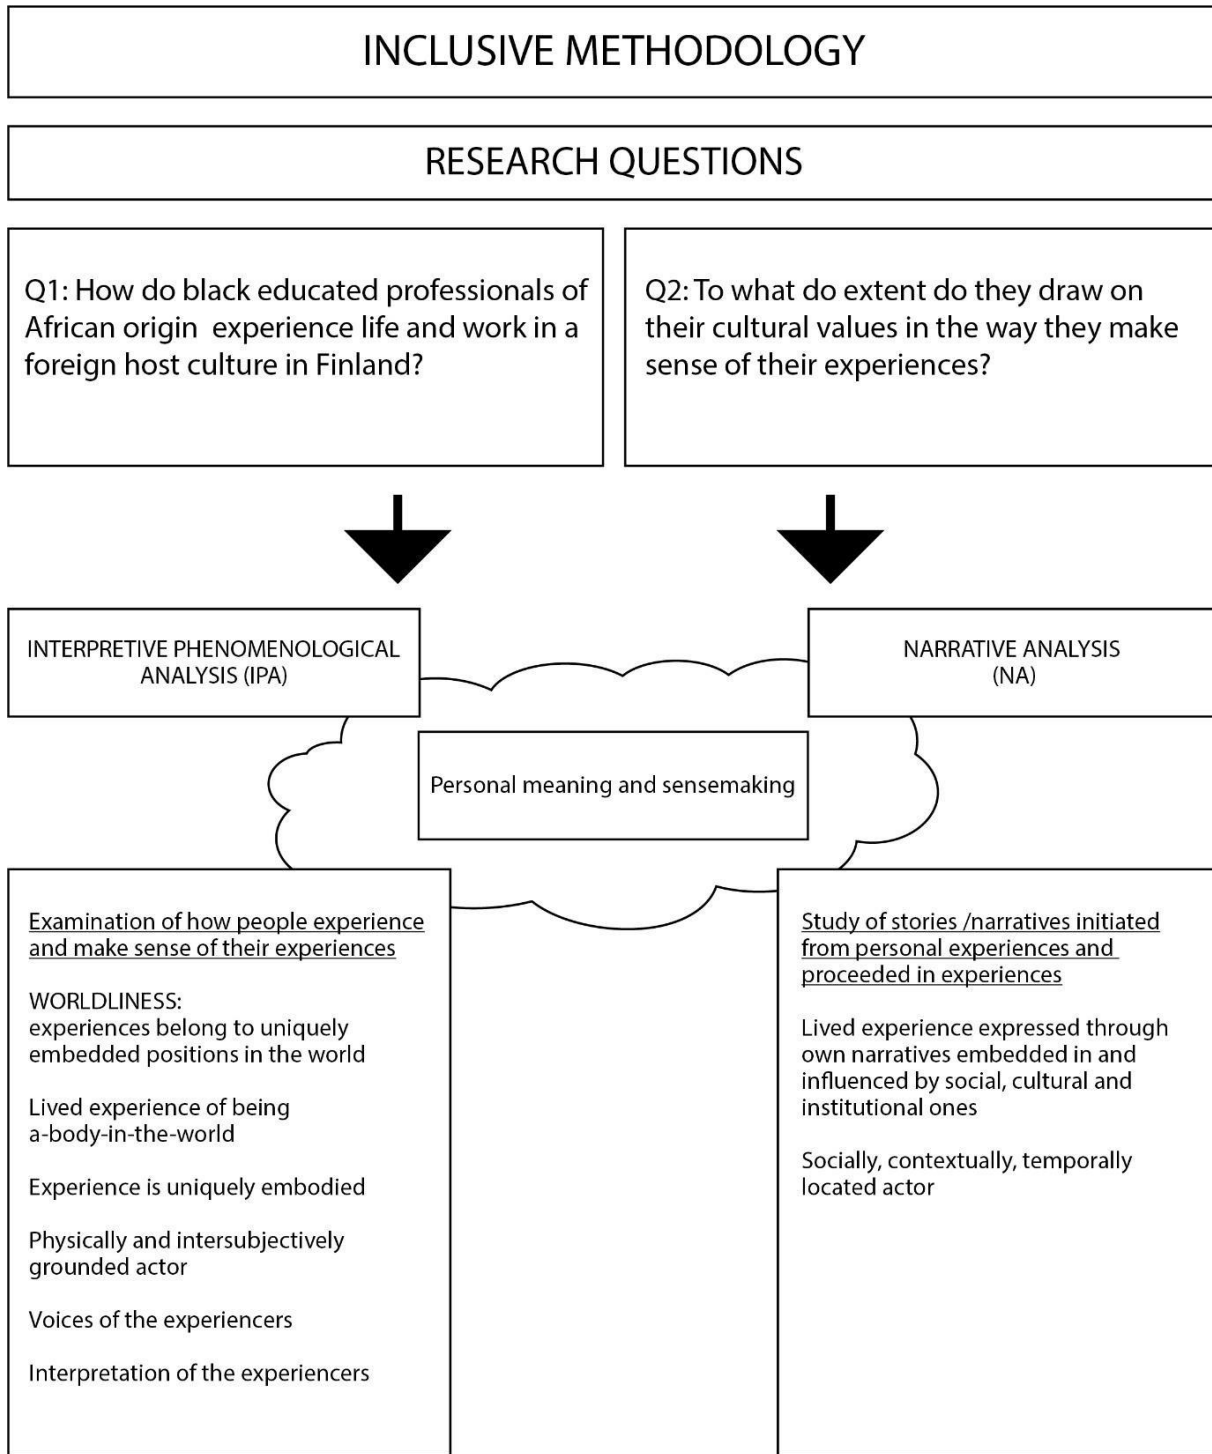 INCLUSIVE METHODOLOGY
RESEARCH QUESTIONS
Q1: How do black educated professionals of
African origin  experience life and work in a
foreign host culture in Finland?
Q2: To what do extent do they draw on
their cultural values in the way they make
sense of their experiences?
INTERPRETIVE PHENOMENOLOGICAL
ANALYSIS (IPA)
NARRATIVE ANALYSIS
(NA)
Personal meaning and sensemaking
Examination of how people experience
and make sense of their experiences
WORLDLINESS:
experiences belong to uniquely
embedded positions in the world
Lived experience of being
a-body-in-the-world
Experience is uniquely embodied
Physically and intersubjectively
grounded actor
Voices of the experiencers
Interpretation of the experiencers
Study of stories /narratives initiated
from personal experiences and
proceeded in experiences
Lived experience expressed through
own narratives embedded in and
influenced by social, cultural and
institutional ones
Socially, contextually, temporally
located actor